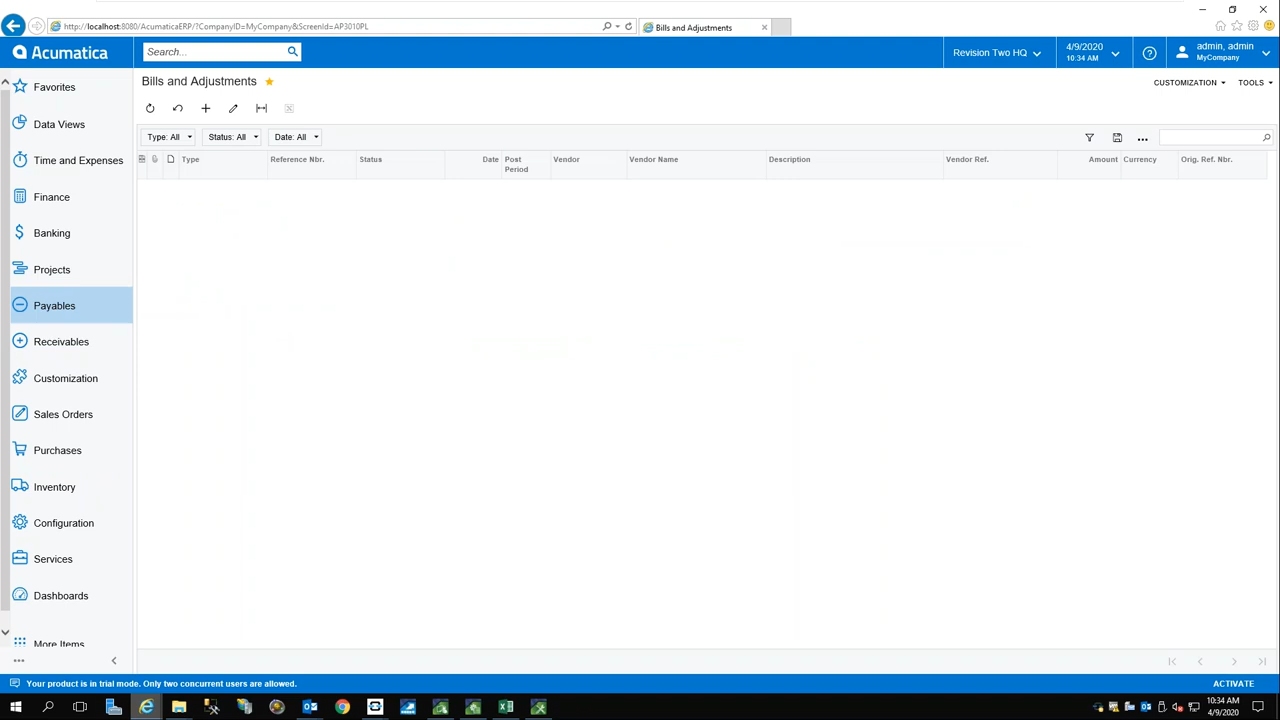 http://localhost:8080/AcumaticaERP/?CompanyID=MyCompany&ScreenId=AP3010PL
Bills and Adjustments
Acumatica
Search...
Revision Two HQ
4/9/2020
10:34 AM
admin, admin
MyCompany
Favorites
Data Views
Time and Expenses
Finance
Banking
Projects
Payables
Receivables
Customization
Sales Orders
Purchases
Inventory
Configuration
Services
Dashboards
More Items
Bills and Adjustments
CUSTOMIZATION
TOOLS
Type: All
Status: All
Date: All
Type
Reference Nbr.
Status
Date
Post
Period
Vendor
Vendor Name
Description
Vendor Ref.
Amount
Currency
Orig. Ref. Nbr.
Your product is in trial mode. Only two concurrent users are allowed.
ACTIVATE
10:34 AM
4/9/2020